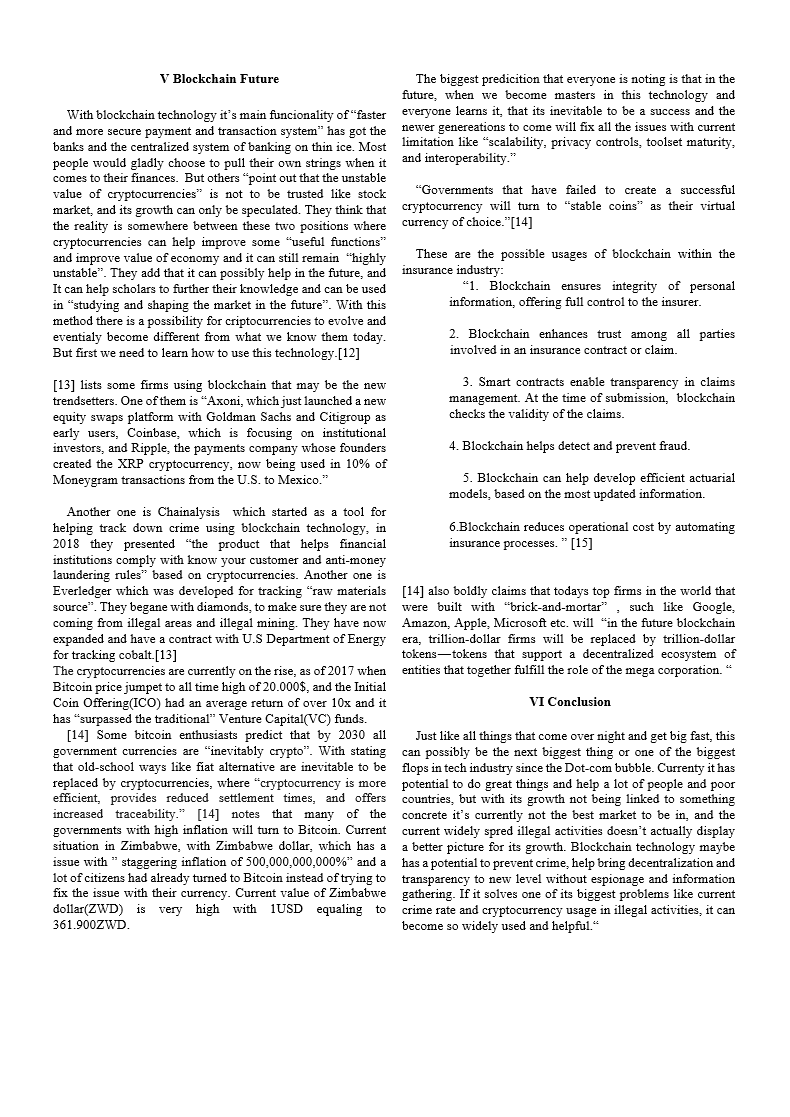 V Blockchain Future
With blockchain technology it's main funcionality of “faster
and more secure payment and transaction system” has got the
banks and the centralized system of banking on thin ice. Most
people would gladly choose to pull their own strings when it
comes to their finances. But others “point out that the unstable
value of cryptocurrencies” is not to be trusted like stock
market, and its growth can only be speculated. They think that
the reality is somewhere between these two positions where
cryptocurrencies can help improve some “useful functions”
and improve value of economy and it can still remain “highly
unstable”. They add that it can possibly help in the future, and
It can help scholars to further their knowledge and can be used
in “studying and shaping the market in the future”. With this
method there is a possibility for criptocurrencies to evolve and
eventialy become different from what we know them today.
But first we need to learn how to use this technology.[12]
[13] lists some firms using blockchain that may be the new
trendsetters. One of them is “Axoni, which just launched a new
equity swaps platform with Goldman Sachs and Citigroup as
early users, Coinbase, which is focusing on institutional
investors, and Ripple, the payments company whose founders
created the XRP cryptocurrency, now being used in 10% of
Moneygram transactions from the U.S. to Mexico.”
Another one is Chainalysis which started as a tool for
helping track down crime using blockchain technology, in
2018 they presented “the product that helps financial
institutions comply with know your customer and anti-money
laundering rules” based on cryptocurrencies. Another one is
Everledger which was developed for tracking “raw materials
source”. They begane with diamonds, to make sure they are not
coming from illegal areas and illegal mining. They have now
expanded and have a contract with U.S Department of Energy
for tracking cobalt.[13]
The cryptocurrencies are currently on the rise, as of 2017 when
Bitcoin price jumpet to all time high of 20.000$, and the Initial
Coin Offering(ICO) had an average return of over 10x and it
has “surpassed the traditional” Venture Capital(VC) funds.
[14] Some bitcoin enthusiasts predict that by 2030 all
government currencies are “inevitably crypto”. With stating
that old-school ways like fiat alternative are inevitable to be
replaced by cryptocurrencies, where “cryptocurrency is more
efficient, provides reduced settlement times, and offers
increased traceability.” [14] notes that many of the
governments with high inflation will turn to Bitcoin. Current
situation in Zimbabwe, with Zimbabwe dollar, which has a
issue with ” staggering inflation of 500,000,000,000%” and a
lot of citizens had already turned to Bitcoin instead of trying to
fix the issue with their currency. Current value of Zimbabwe
dollar(ZWD) is very high with 1USD equaling to
361.900ZWD.
The biggest predicition that everyone is noting is that in the
future, when we become masters in this technology and
everyone learns it, that its inevitable to be a success and the
newer genereations to come will fix all the issues with current
limitation like “scalability, privacy controls, toolset maturity,
and interoperability.”
“Governments that have failed to create a successful
cryptocurrency will turn to “stable coins” as their virtual
currency of choice.”[14]
These are the possible usages of blockchain within the
insurance industry:
“1. Blockchain ensures integrity of personal
information, offering full control to the insurer.
2. Blockchain enhances trust among all parties
involved in an insurance contract or claim.
3. Smart contracts enable transparency in claims
management. At the time of submission, blockchain
checks the validity of the claims.
4. Blockchain helps detect and prevent fraud.
5. Blockchain can help develop efficient actuarial
models, based on the most updated information.
6.Blockchain reduces operational cost by automating
insurance processes. ” [15]
[14] also boldly claims that todays top firms in the world that
were built with “brick-and-mortar” , such like Google,
Amazon, Apple, Microsoft etc. will “in the future blockchain
era, trillion-dollar firms will be replaced by trillion-dollar
tokens—tokens that support a decentralized ecosystem of
entities that together fulfill the role of the mega corporation. “
VI Conclusion
Just like all things that come over night and get big fast, this
can possibly be the next biggest thing or one of the biggest
flops in tech industry since the Dot-com bubble. Currenty it has
potential to do great things and help a lot of people and poor
countries, but with its growth not being linked to something
concrete it's currently not the best market to be in, and the
current widely spred illegal activities doesn't actually display
a better picture for its growth. Blockchain technology maybe
has a potential to prevent crime, help bring decentralization and
transparency to new level without espionage and information
gathering. If it solves one of its biggest problems like current
crime rate and cryptocurrency usage in illegal activities, it can
become so widely used and helpful.“